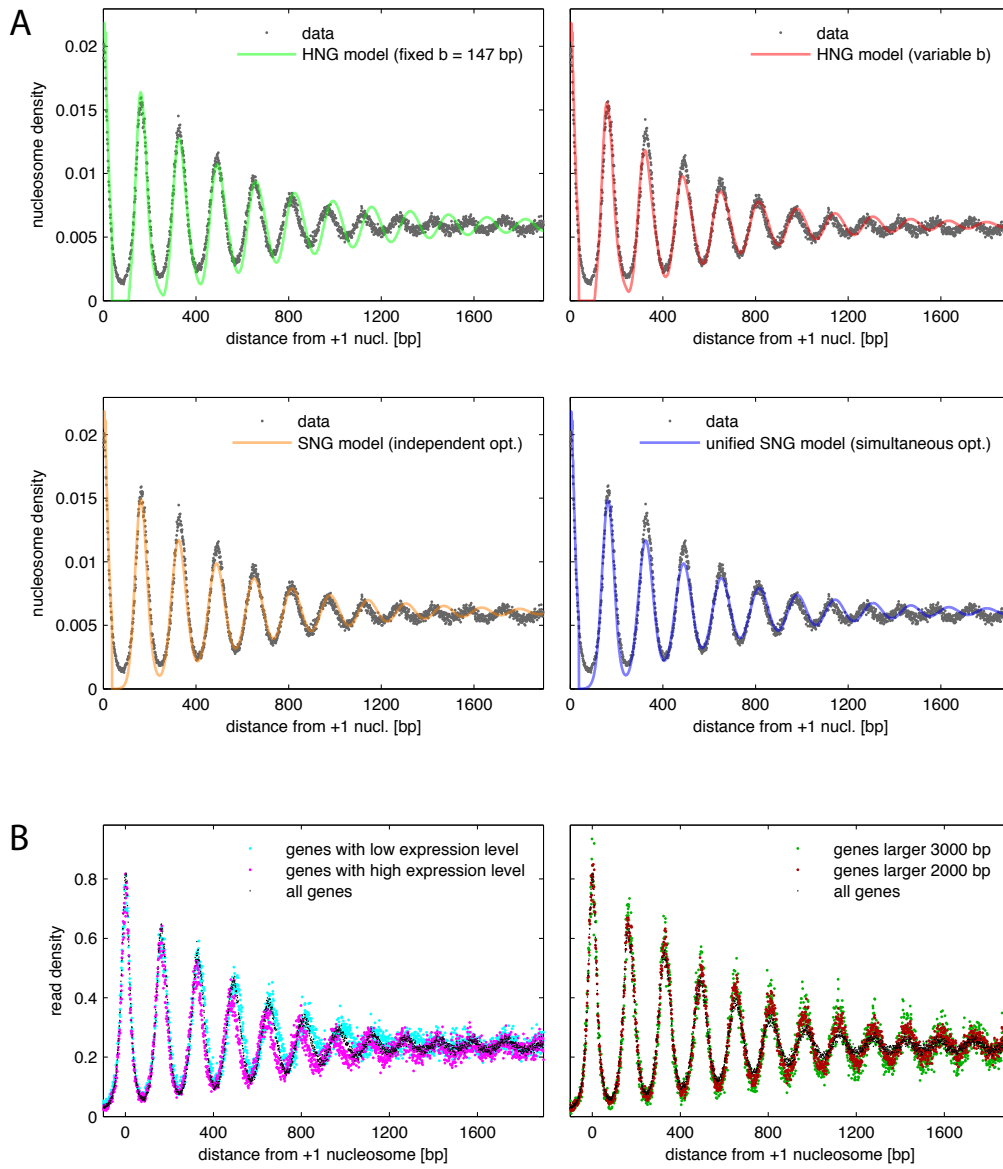 A
data
HNG model (fixed b = 147 bp)
nucleosome density
0.02
0.015
0.01
0.005
0
0 400 800 1200 1600
distance from +1 nucl. [bp]
data
HNG model (variable b)
0 400 800 1200 1600
distance from +1 nucl. [bp]
data
SNG model (independent opt.)
nucleosome density
0.02
0.015
0.01
0.005
0
0 400 800 1200 1600
distance from +1 nucl. [bp]
data
unified SNG model (simultaneous opt.)
0 400 800 1200 1600
distance from +1 nucl. [bp]
B
genes with low expression level
genes with high expression level
all genes
read density
0.8
0.6
0.4
0.2
0
0 400 800 1200 1600
distance from +1 nucleosome [bp]
genes larger 3000 bp
genes larger 2000 bp
all genes
0 400 800 1200 1600
distance from +1 nucleosome [bp]